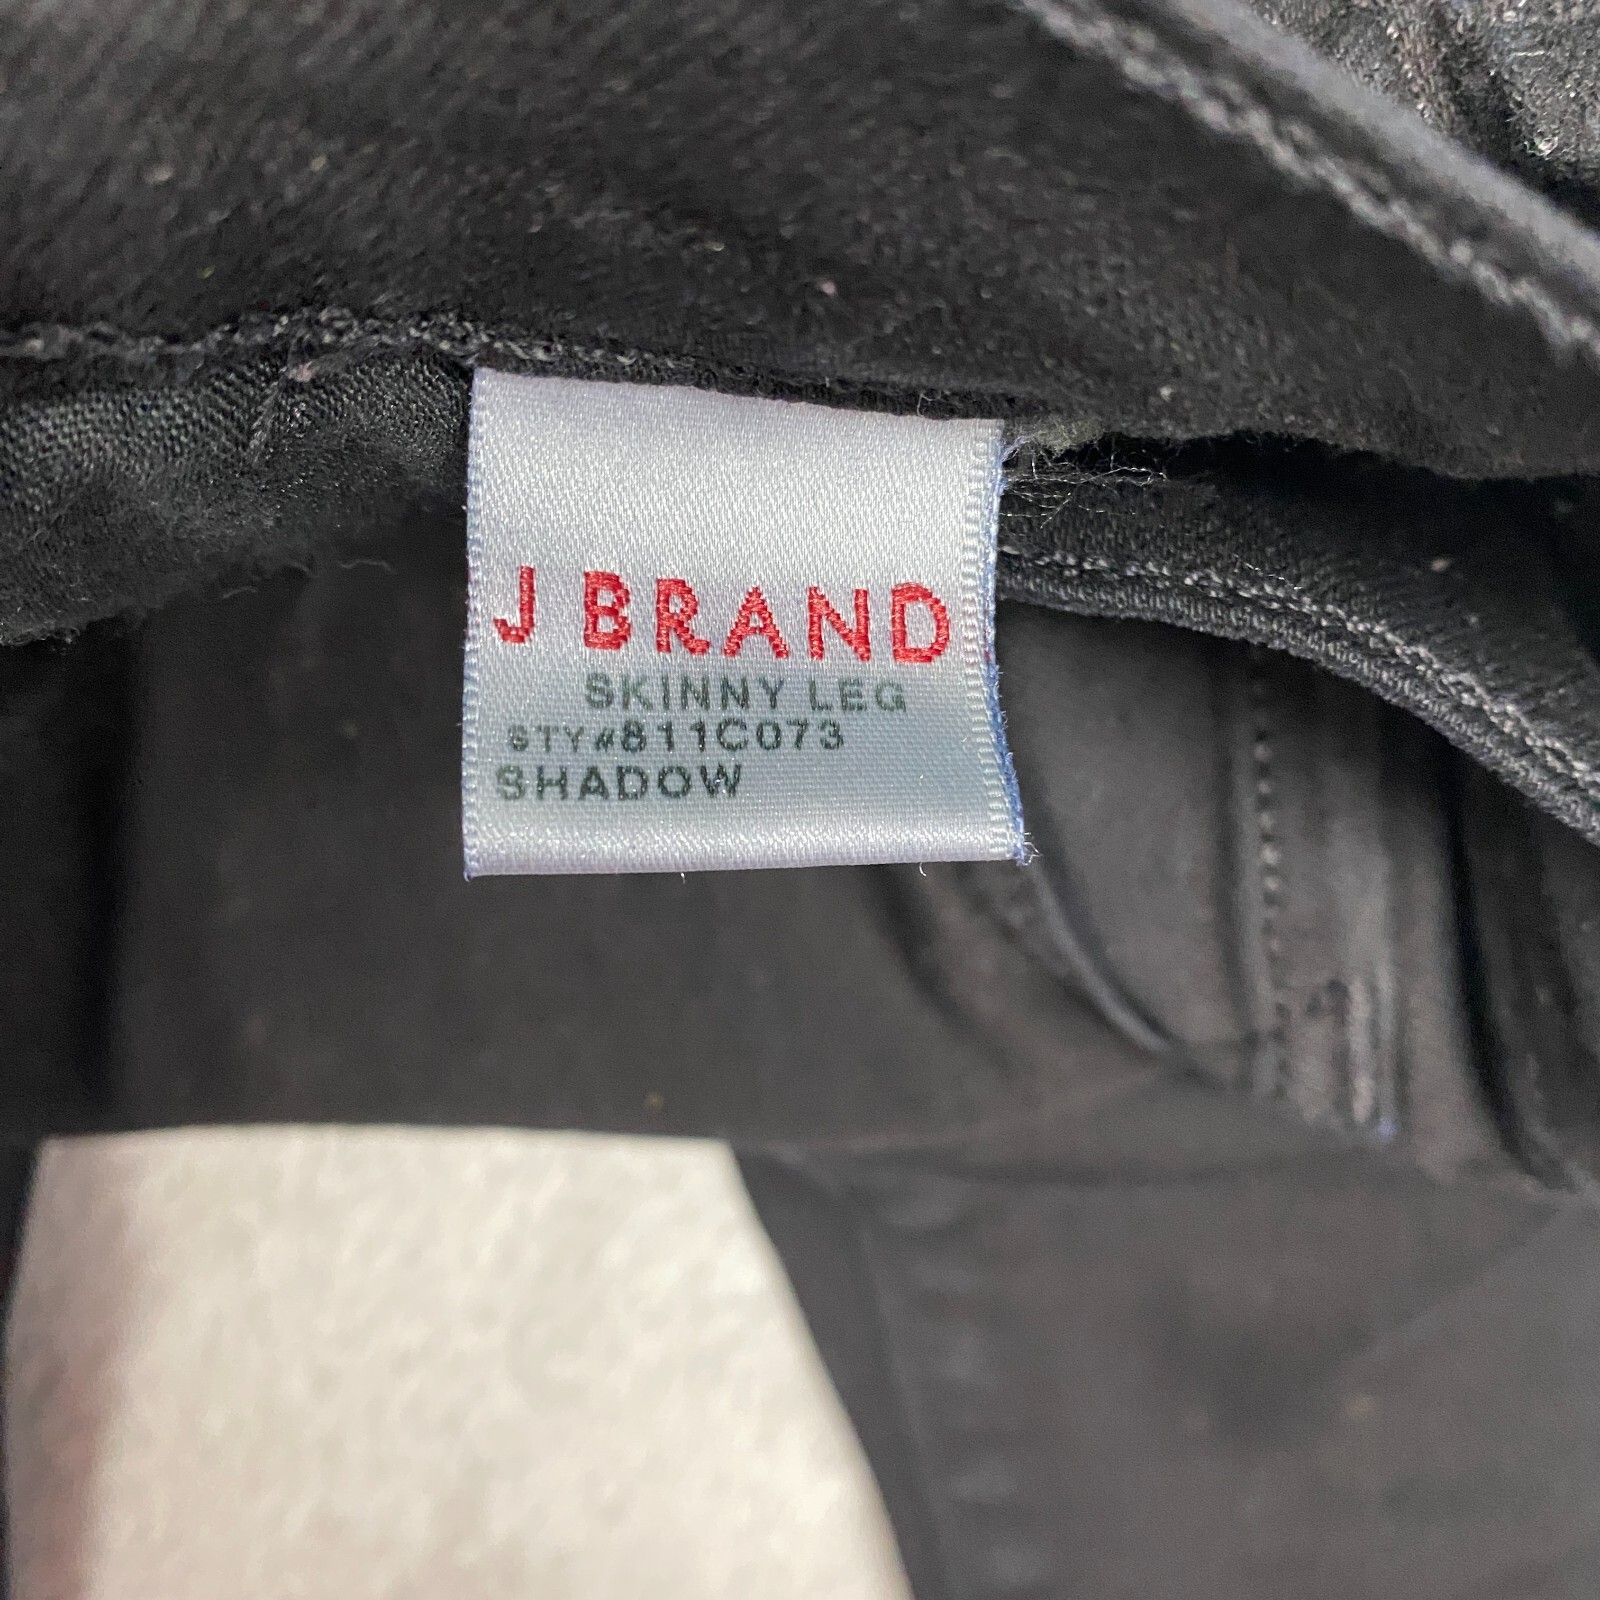 J BRAND
SKINNY LEG
STY#811C073
SHADOW